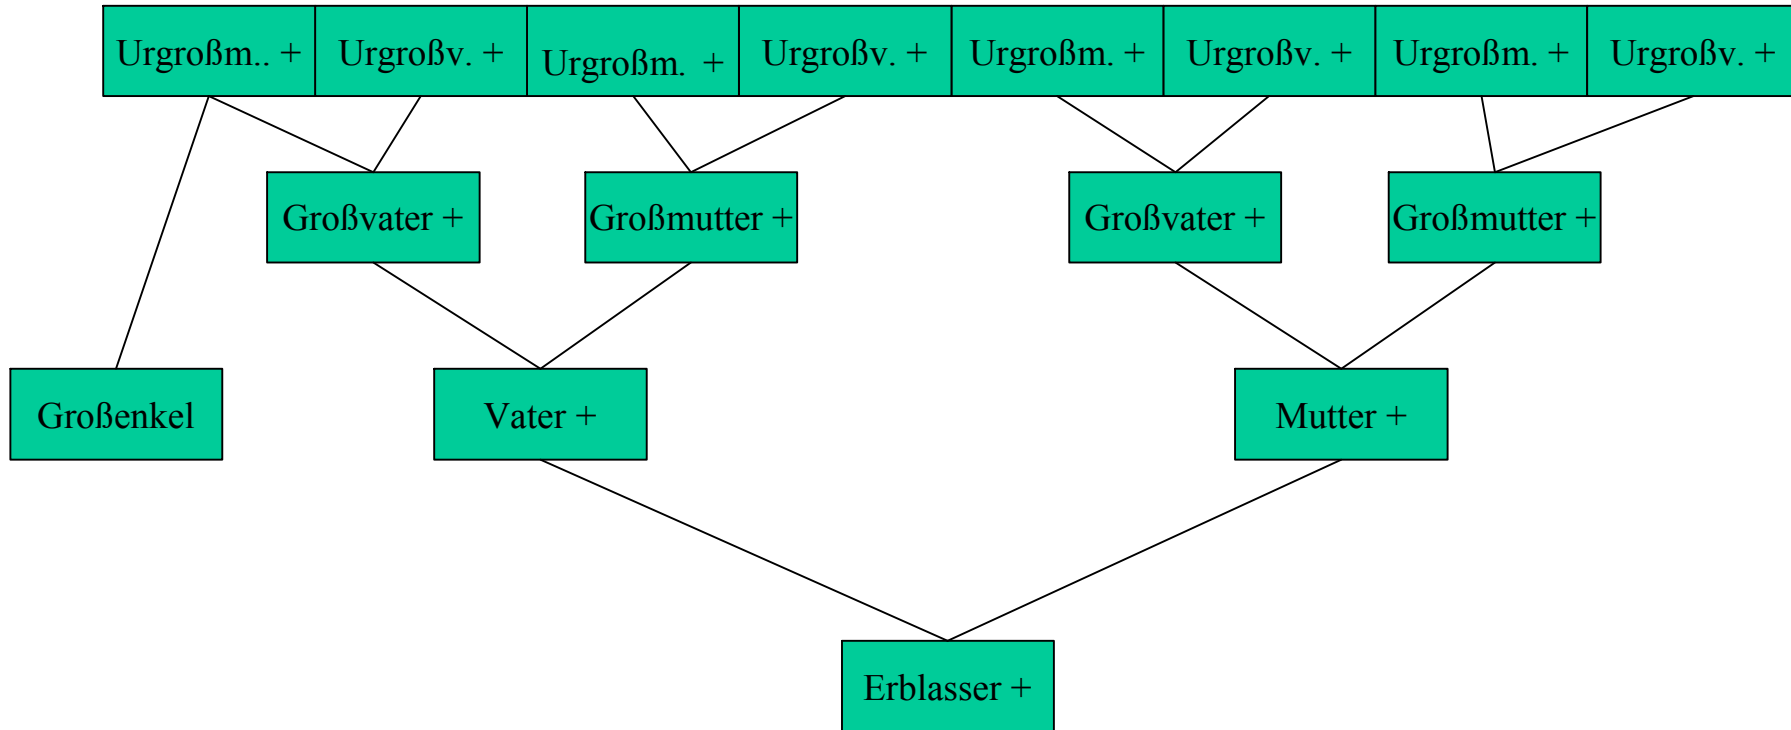 Urgroßm.. +
Urgroßv. +
Urgroßm. +
Urgroßv. +
Urgroßm. +
Urgroßv. +
Urgroßm. +
Urgroßv. +
Großvater +
Großmutter +
Großvater +
Großmutter +
Großenkel
Vater +
Mutter +
Erblasser +